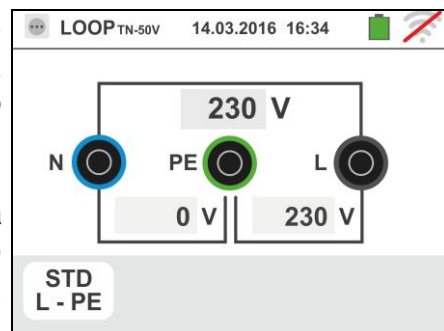 LOOP TN-50V 14.03.2016 16:34
230 V
N PE L
0 V 230 V
STD
L - PE